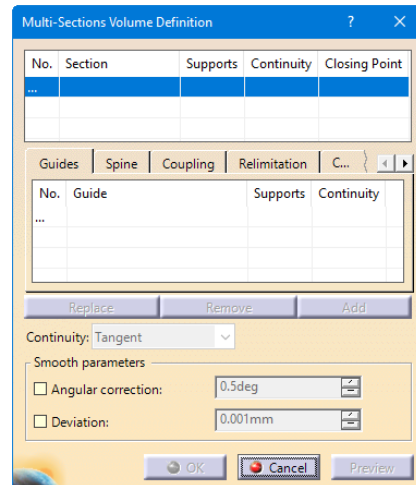 Multi-Sections Volume Definition ? ×
No. Section Supports Continuity Closing Point
...
Guides Spine Coupling Relimitation C...
No. Guide Supports Continuity
...
Replace Remove Add
Continuity: Tangent
Smooth parameters
Angular correction: 0.5deg
Deviation: 0.001mm
OK Cancel Preview